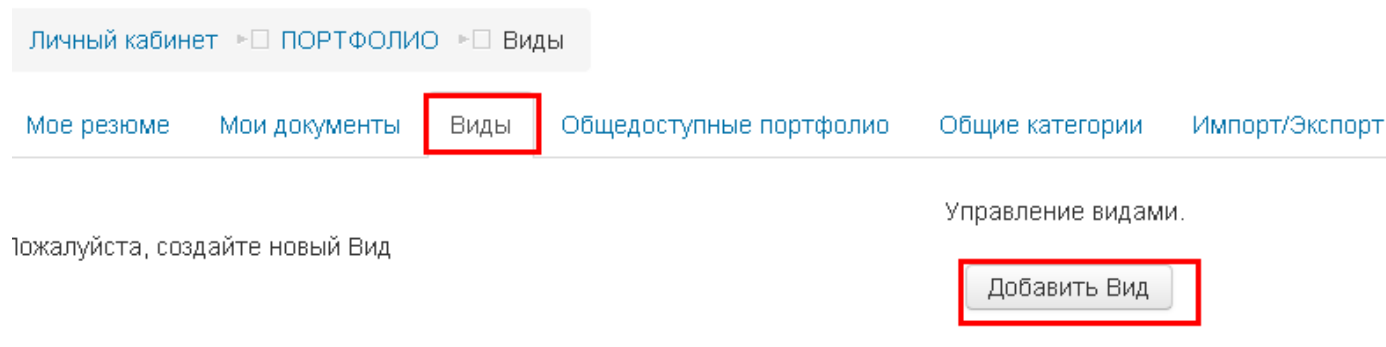 Личный кабинет ПОРТФОЛИО Виды
Мое резюме Мои документы Виды Общедоступные портфолио Общие категории Импорт/Экспорт
Управление видами.
Пожалуйста, создайте новый Вид
Добавить Вид